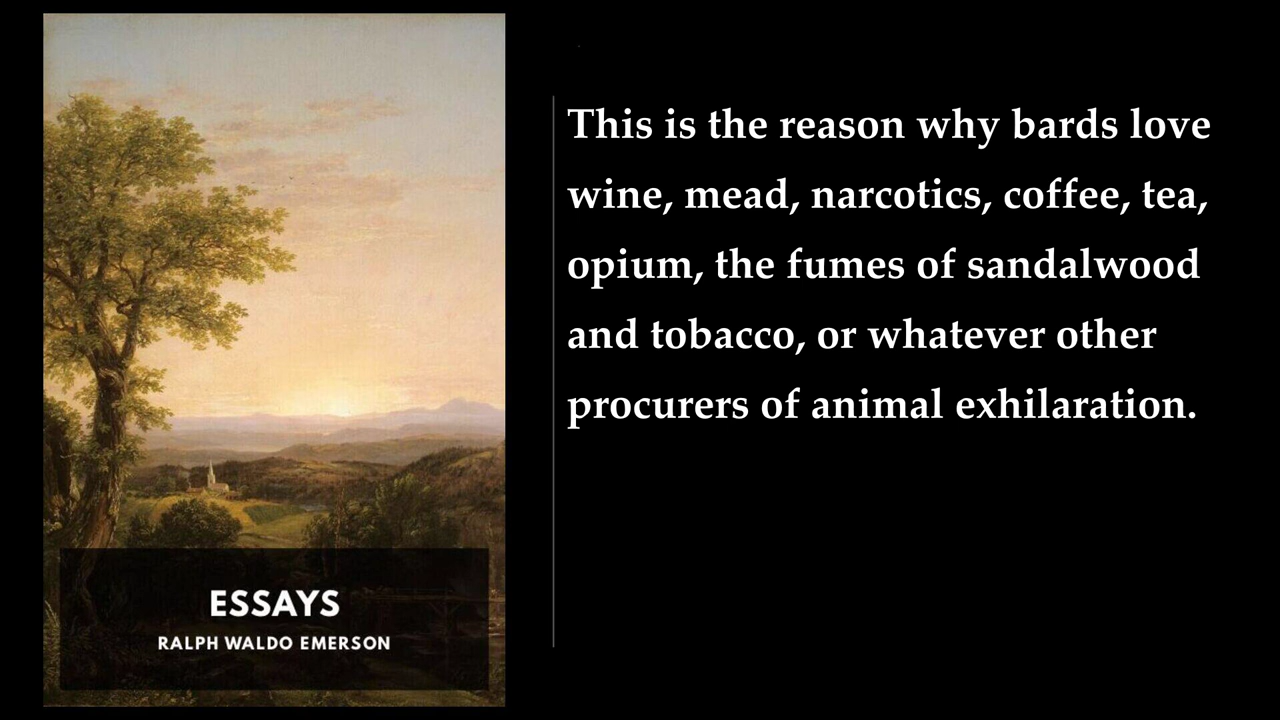 ESSAYS
RALPH WALDO EMERSON
This is the reason why bards love
wine, mead, narcotics, coffee, tea,
opium, the fumes of sandalwood
and tobacco, or whatever other
procurers of animal exhilaration.